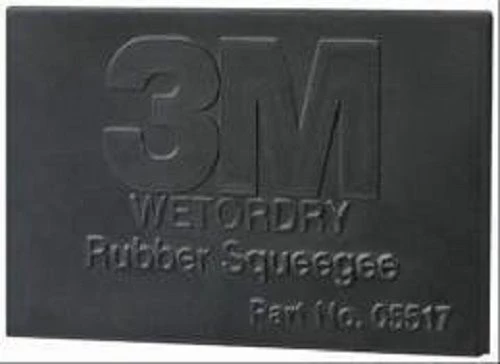 3M
WETORDRY
Rubber Squeegee
Part No. 05517